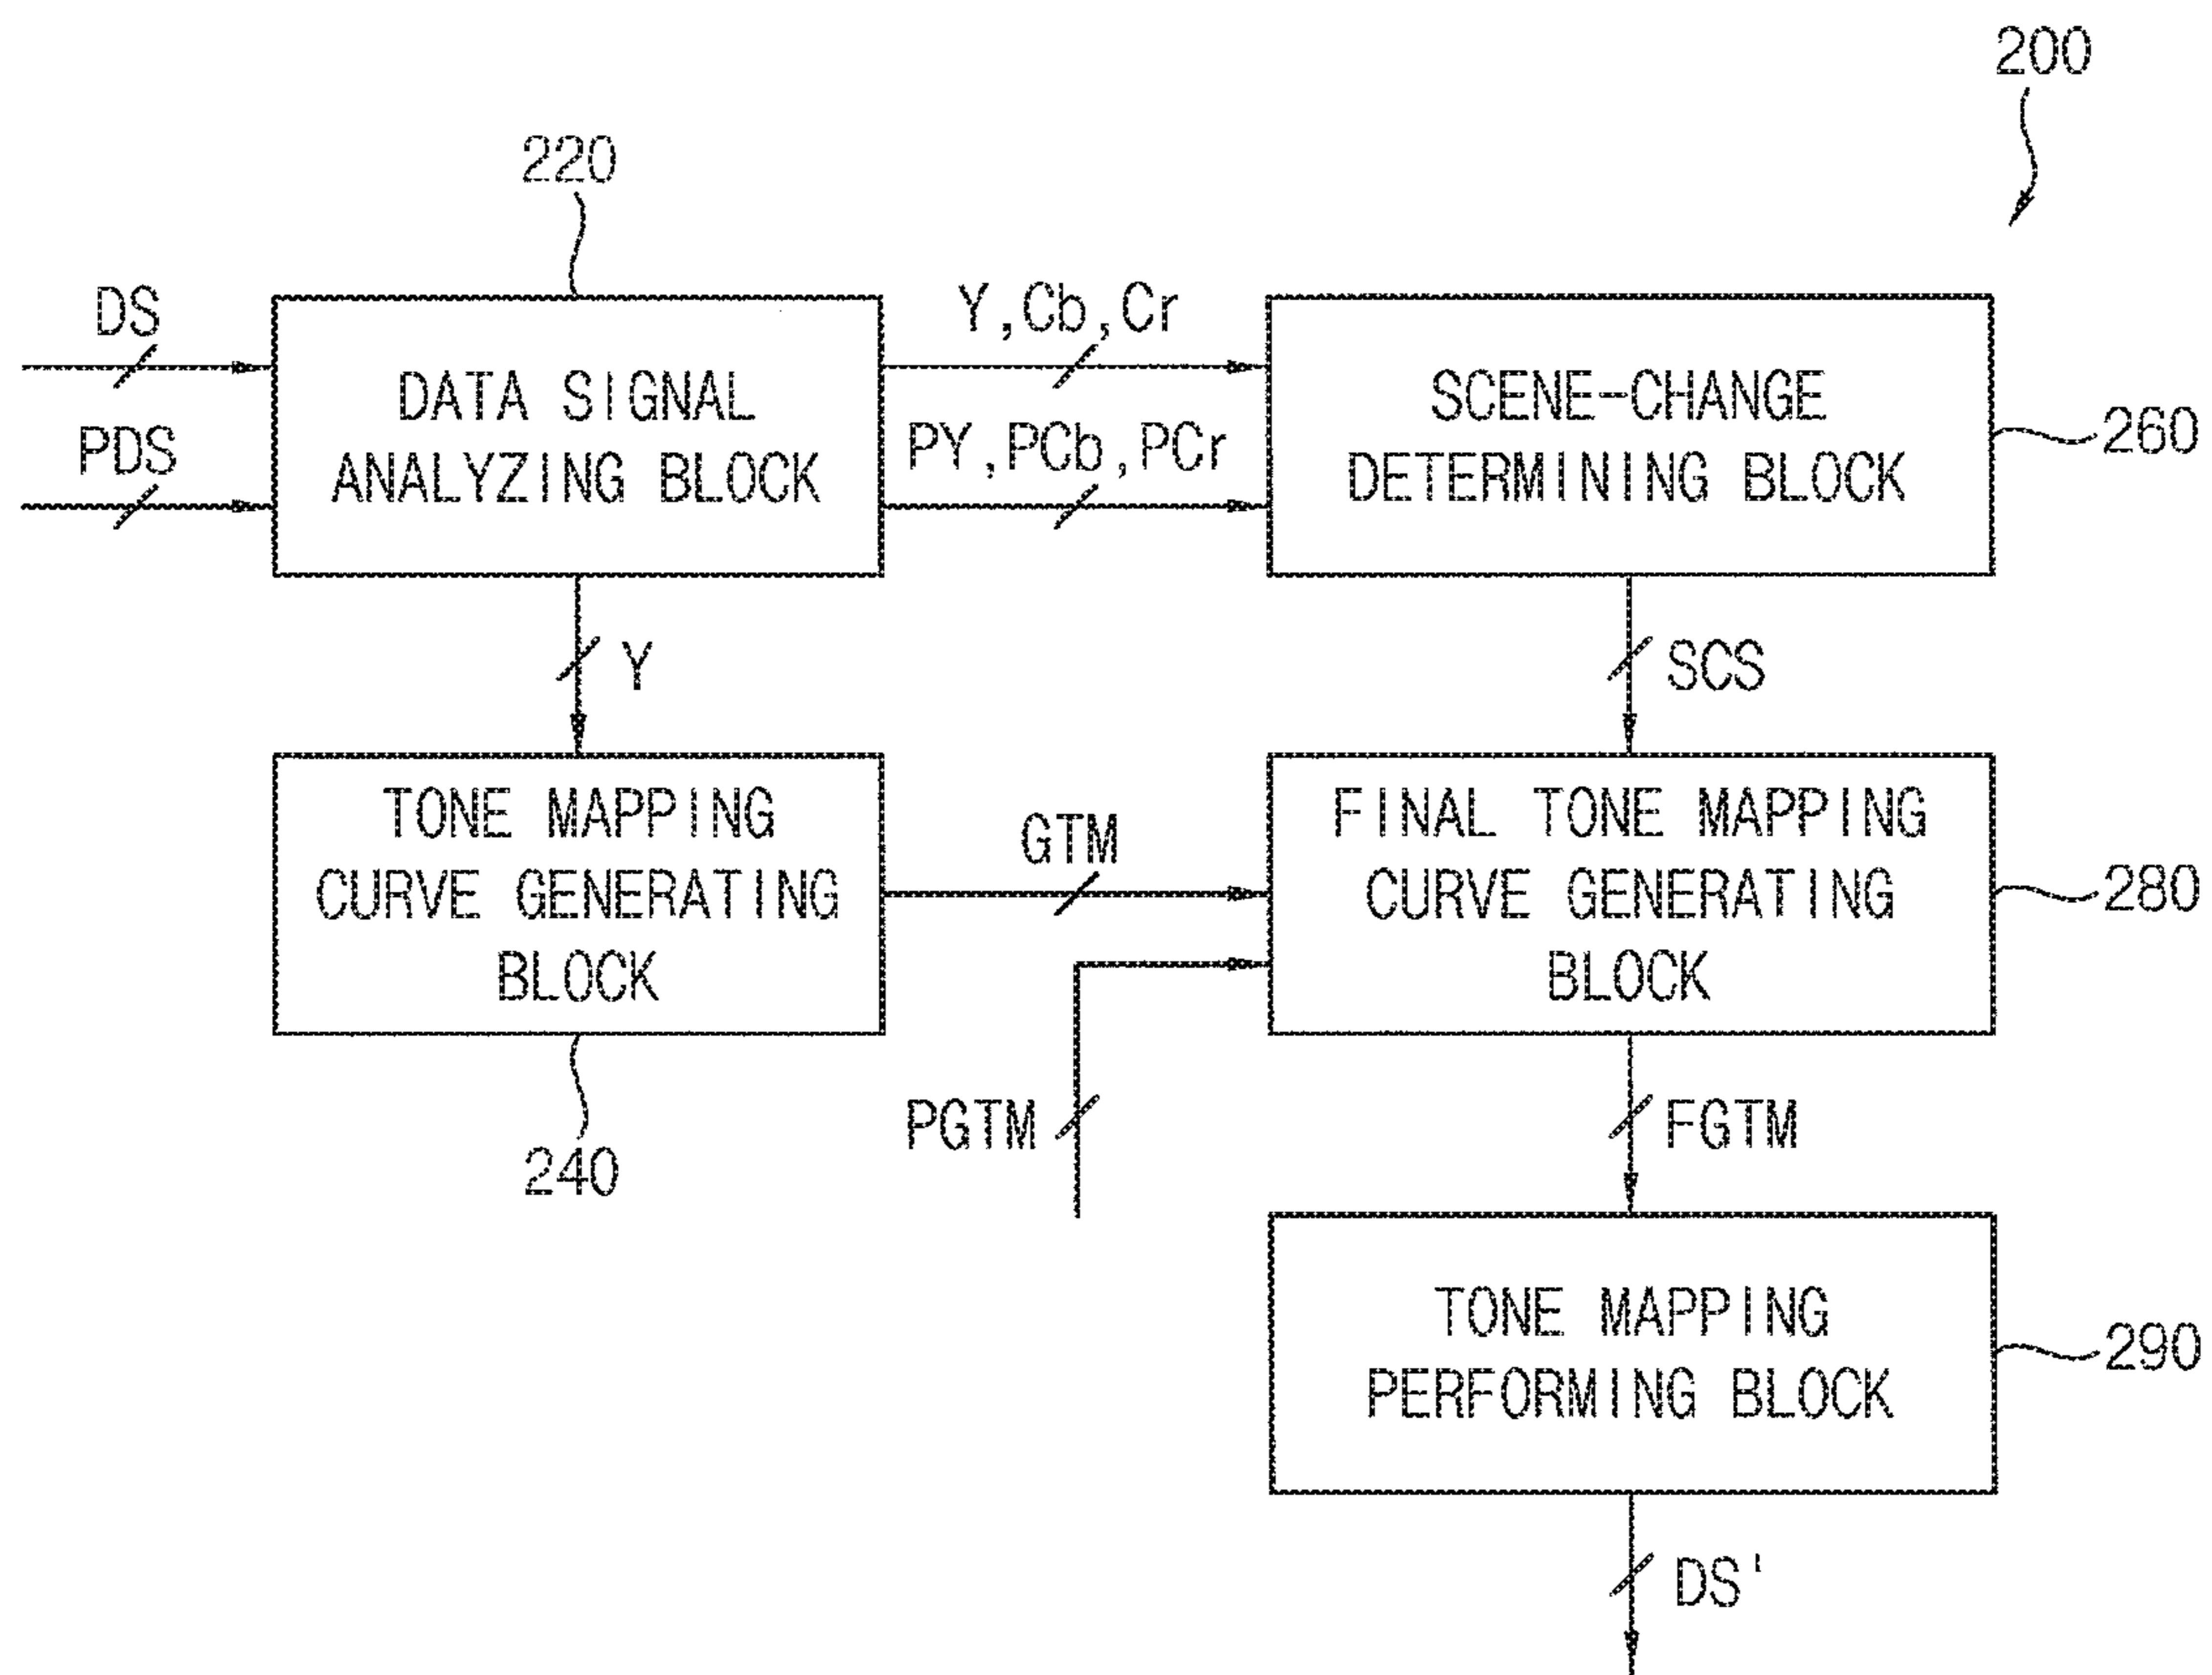 200
220
DS
PDS
DATA SIGNAL
ANALYZING BLOCK
Y,Cb,Cr
PY,PCb,PCr
SCENE-CHANGE
DETERMINING BLOCK
260
Y
SCS
TONE MAPPING
CURVE GENERATING
BLOCK
240
GTM
PGTM
FINAL TONE MAPPING
CURVE GENERATING
BLOCK
280
FGTM
TONE MAPPING
PERFORMING BLOCK
290
DS'